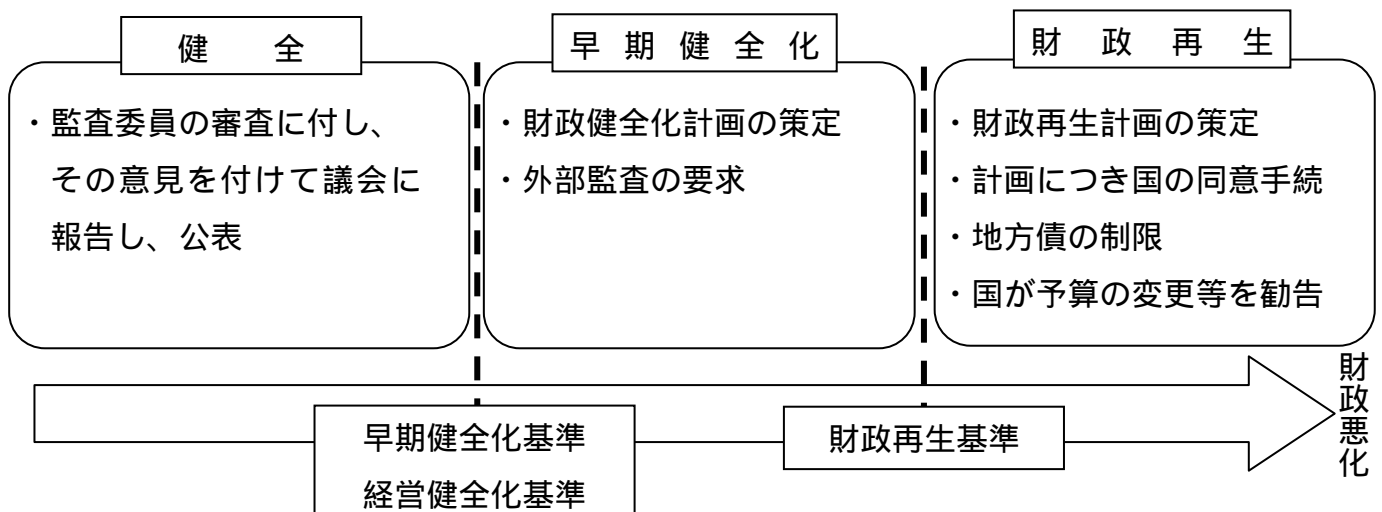 健全
・監査委員の審査に付し、
その意見を付けて議会に
報告し、公表
早期健全化
・財政健全化計画の策定
・外部監査の要求
財政再生
・財政再生計画の策定
・計画につき国の同意手続
・地方債の制限
・国が予算の変更等を勧告
早期健全化基準
経営健全化基準
財政再生基準
財政悪化